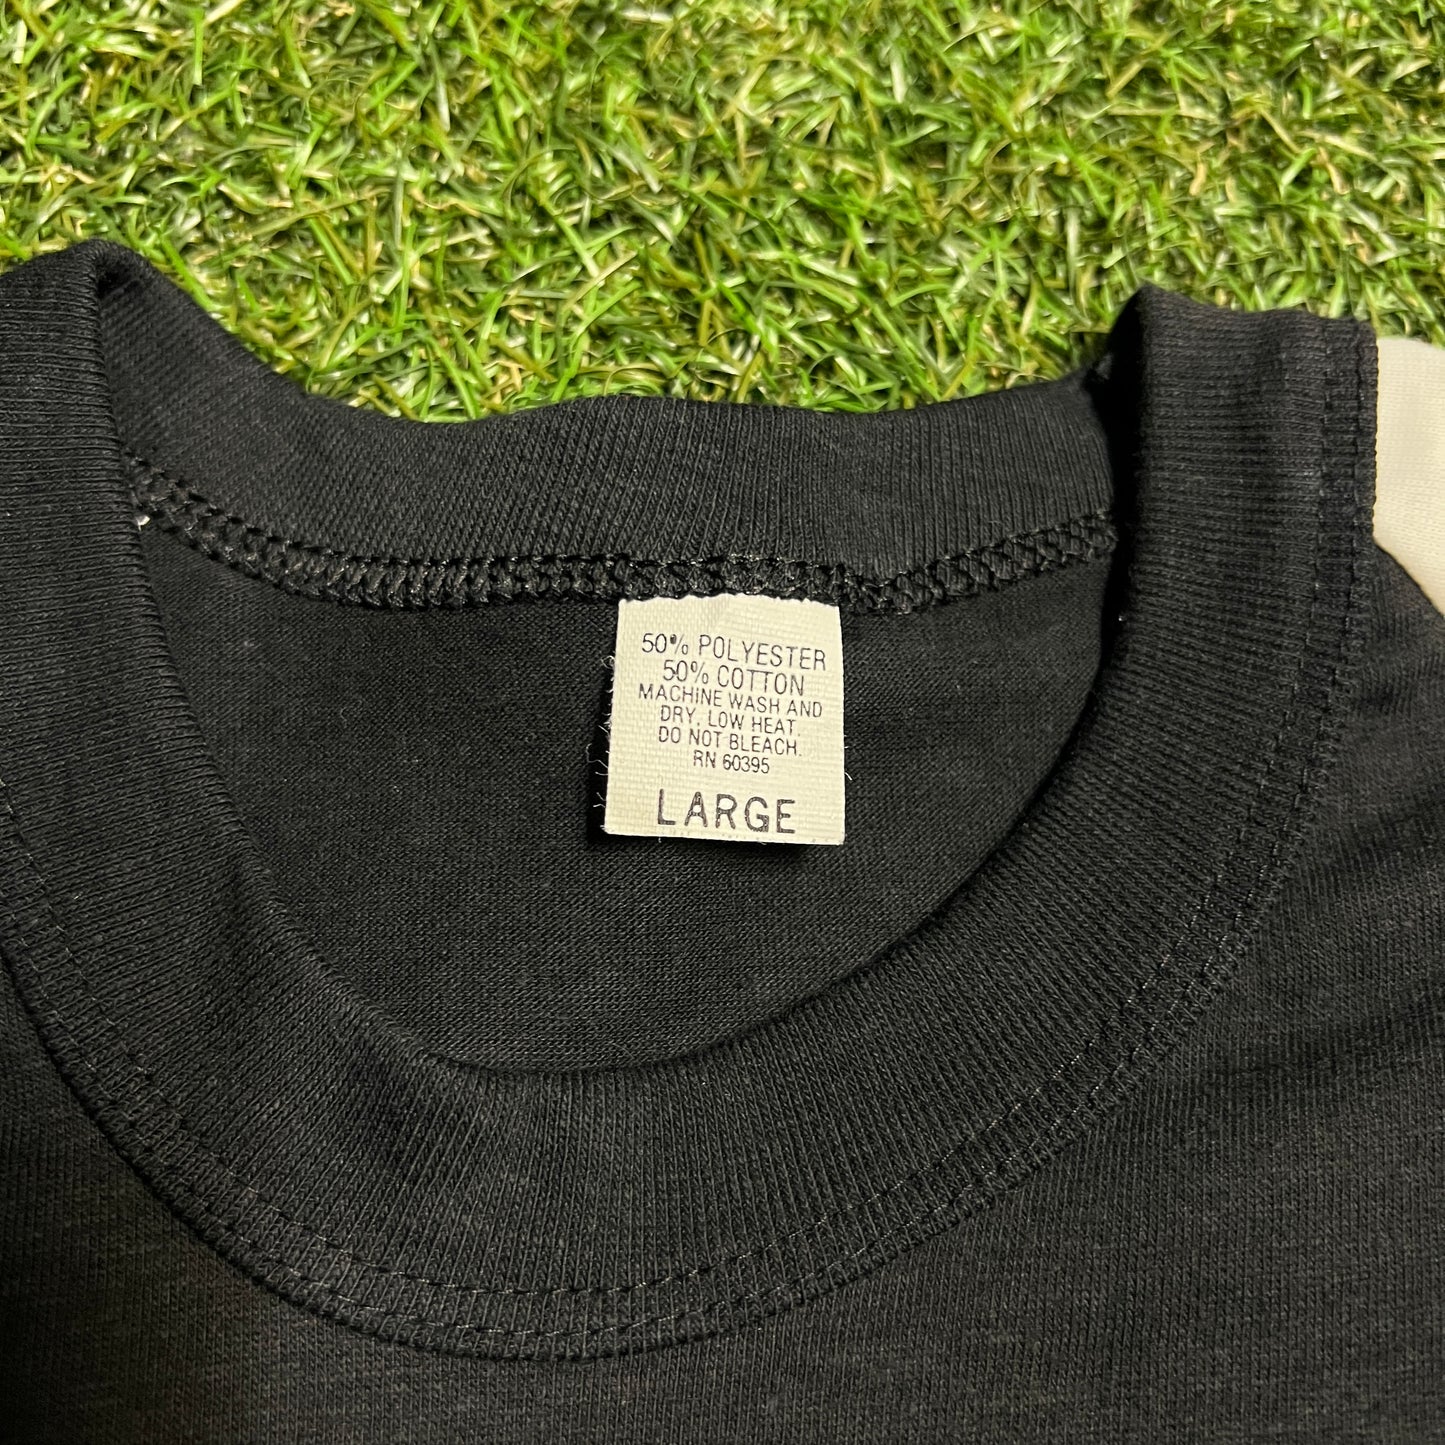 50% POLYESTER
50% COTTON
MACHINE WASH AND
DRY, LOW HEAT.
DO NOT BLEACH.
RN 60395
LARGE